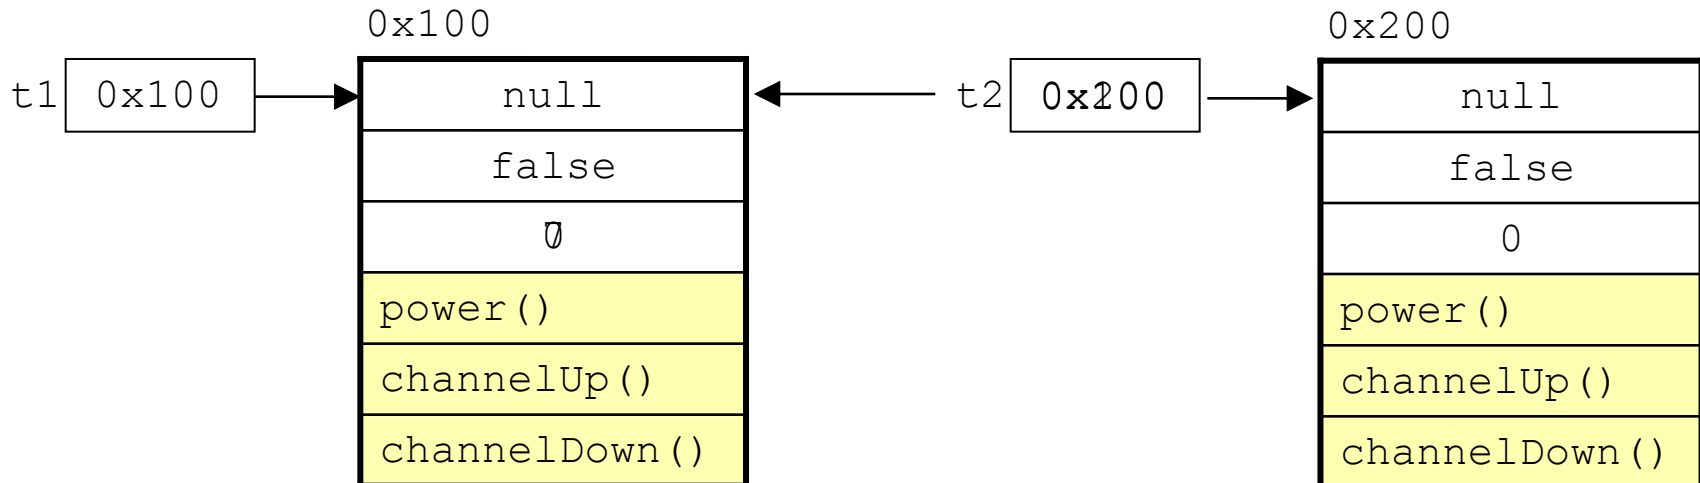 0x100
t1 0x100
null
false
power()
channelUp()
channelDown()
t2
0x200
null
false
0
power()
channelUp()
channelDown()